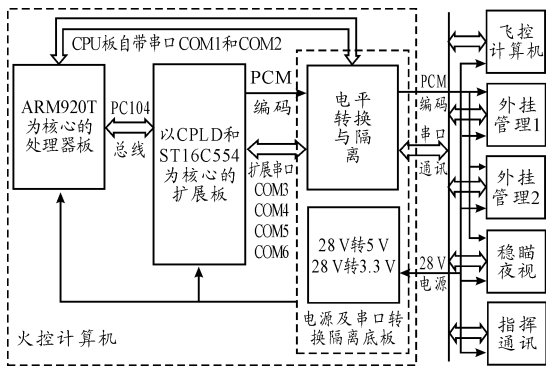 CPU板自带串口COM1和COM2
ARM920T
为核心的
处理器板
PC104
总线
以CPLD和
ST16C554
为核心的
扩展板
PCM
编码
扩展串口
COM3
COM4
COM5
COM6
电平
转换
与隔
离
28 V转5 V
28 V转3.3 V
电源及串口转
换隔离底板
火控计算机
PCM
编码
串口
通讯
28 V
电源
飞控
计算机
外挂
管理1
外挂
管理2
稳瞄
夜视
指挥
通讯